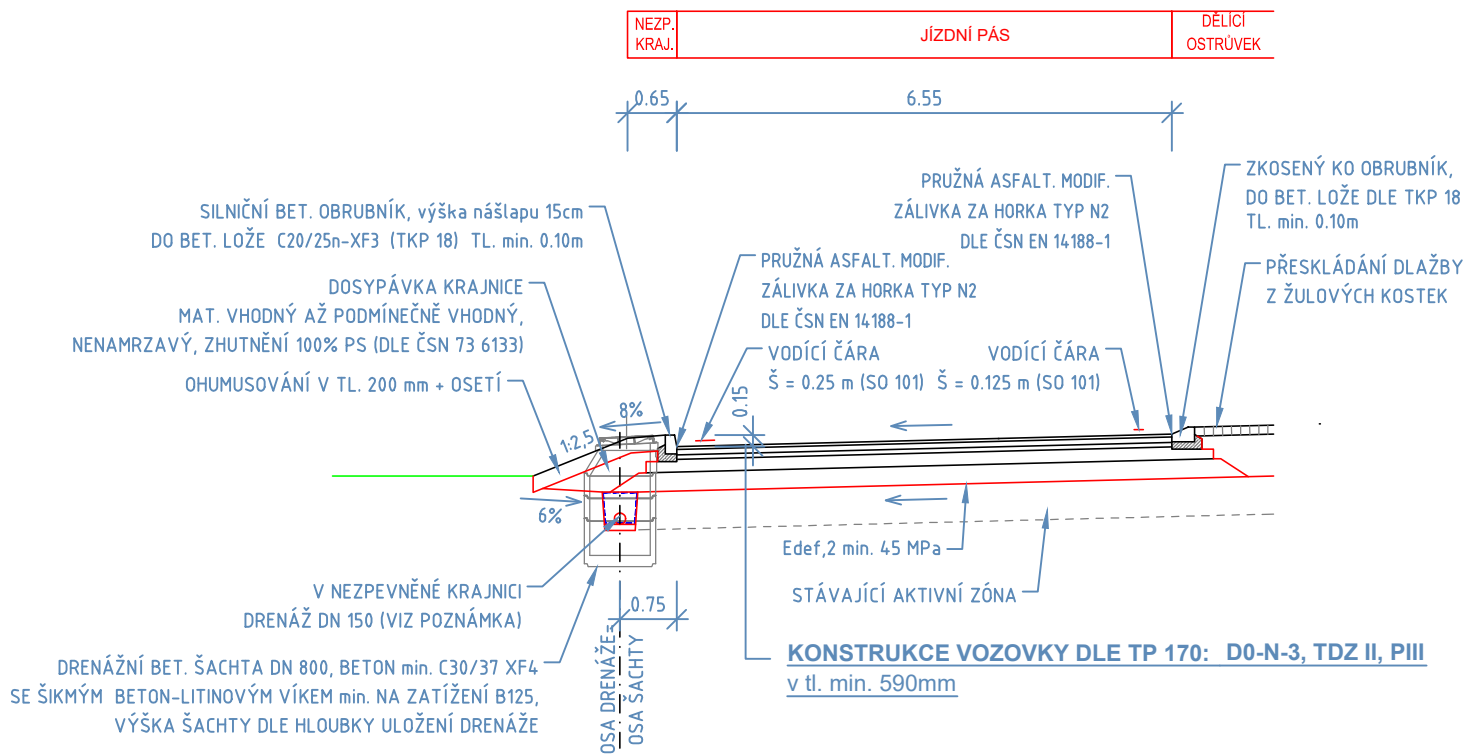 NEZP.
KRAJ.
JÍZDNÍ PÁS
DĚLÍCÍ
OSTRŮVEK
0.65
6.55
SILNIČNÍ BET. OBRUBNÍK, výška nášlapu 15cm
DO BET. LOŽE C20/25n-XF3 (TKP 18) TL. min. 0.10m
DOSYPÁVKA KRAJNICE
MAT. VHODNÝ AŽ PODMÍNEČNĚ VHODNÝ,
NENAMRZAVÝ, ZHUTNĚNÍ 100% PS (DLE ČSN 73 6133)
OHUMUSOVÁNÍ V TL. 200 mm + OSETÍ
PRUŽNÁ ASFALT. MODIF.
ZÁLIVKA ZA HORKA TYP N2
DLE ČSN EN 14188-1
PRUŽNÁ ASFALT. MODIF.
ZÁLIVKA ZA HORKA TYP N2
DLE ČSN EN 14188-1
ZKOSENÝ KO OBRUBNÍK,
DO BET. LOŽE DLE TKP 18
TL. min. 0.10m
PŘESKLÁDÁNÍ DLAŽBY
Z ŽULOVÝCH KOSTEK
VODÍCÍ ČÁRA
Š = 0.25 m (SO 101)
VODÍCÍ ČÁRA
Š = 0.125 m (SO 101)
0.15
8%
1:2,5
6%
Edef,2 min. 45 MPa
STÁVAJÍCÍ AKTIVNÍ ZÓNA
V NEZPEVNĚNÉ KRAJNICI
DRENÁŽ DN 150 (VIZ POZNÁMKA)
0.75
DRENÁŽNÍ BET. ŠACHTA DN 800, BETON min. C30/37 XF4
SE ŠIKMÝM BETON-LITINOVÝM VÍKEM min. NA ZATÍŽENÍ B125,
VÝŠKA ŠACHTY DLE HLOUBKY ULOŽENÍ DRENÁŽE
OSA DRENÁŽE=
OSA ŠACHTY
KONSTRUKCE VOZOVKY DLE TP 170: D0-N-3, TDZ II, PIII
v tl. min. 590mm